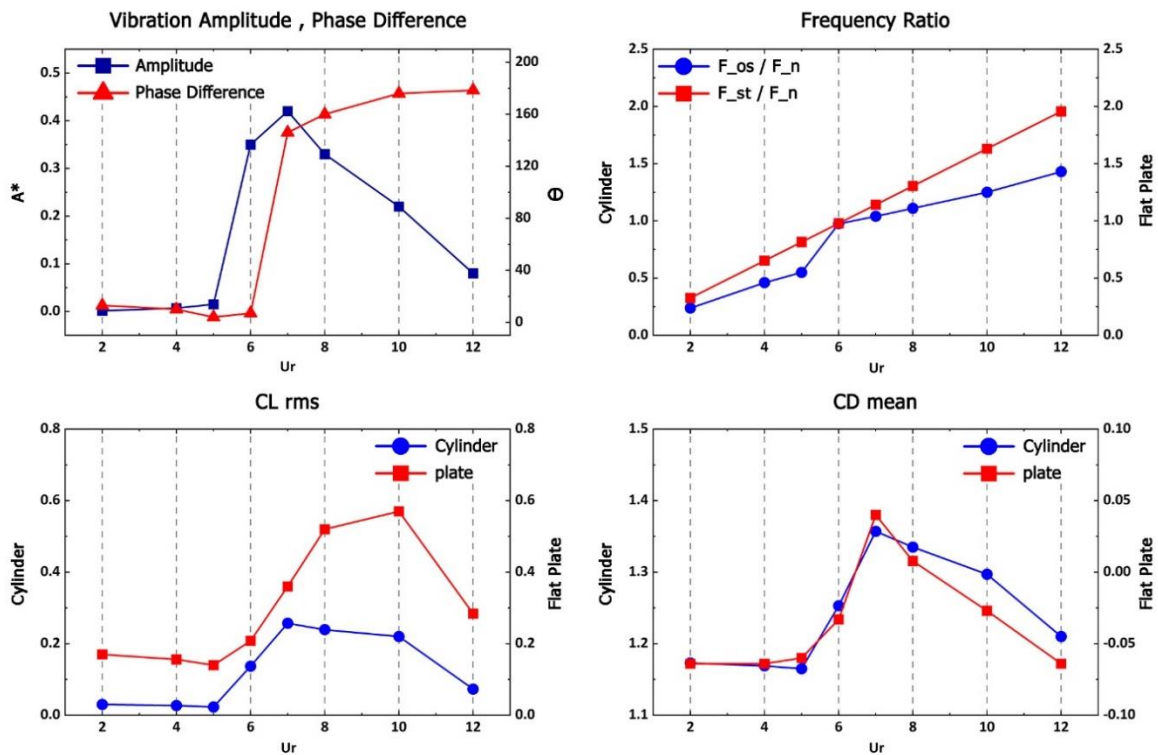 Vibration Amplitude , Phase Difference
Amplitude
Phase Difference
A*
0.5
0.4
0.3
0.2
0.1
0.0
200
160
120
80
40
0
Θ
2 4 6 8 10 12
Ur
Frequency Ratio
F_os / F_n
F_st / F_n
Cylinder
2.5
2.0
1.5
1.0
0.5
0.0
2.5
2.0
1.5
1.0
0.5
0.0
Flat Plate
2 4 6 8 10 12
Ur
CL rms
Cylinder
plate
Cylinder
0.8
0.6
0.4
0.2
0.0
0.8
0.6
0.4
0.2
0.0
Flat Plate
2 4 6 8 10 12
Ur
CD mean
Cylinder
plate
Cylinder
1.5
1.4
1.3
1.2
1.1
0.10
0.05
0.00
-0.05
-0.10
Flat Plate
2 4 6 8 10 12
Ur